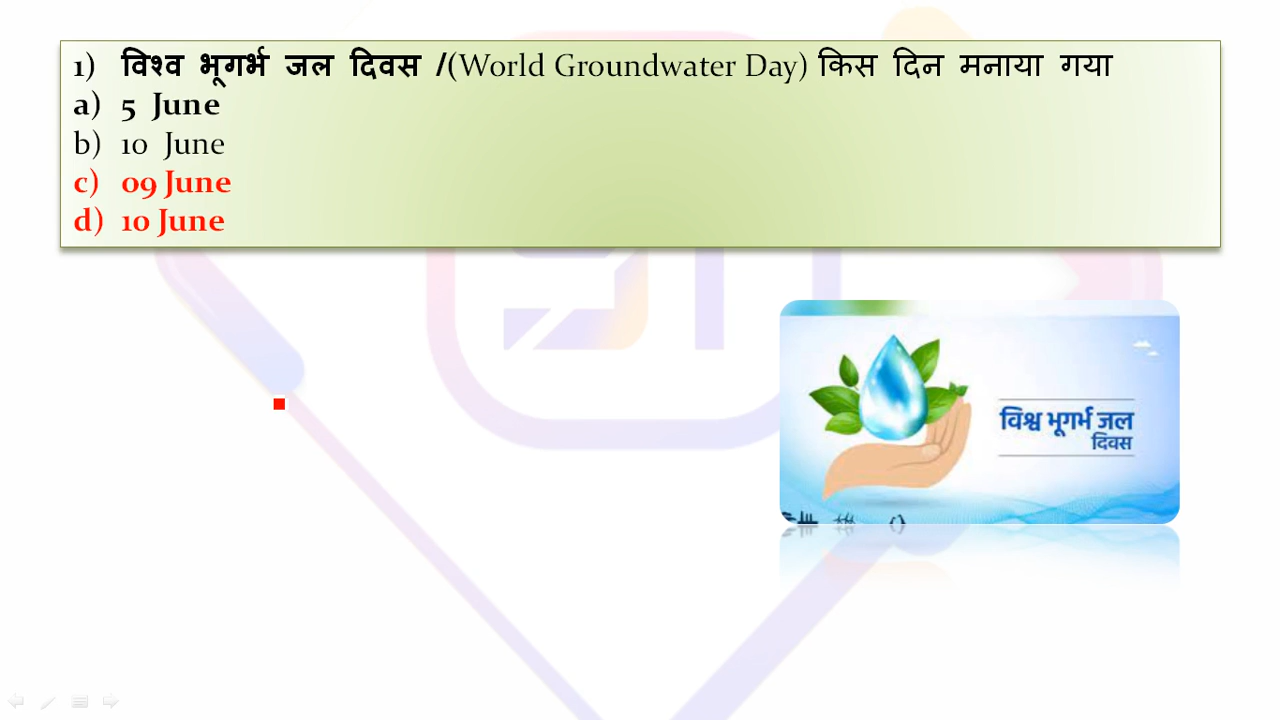 1) विश्व भूगर्भ जल दिवस /(World Groundwater Day) किस दिन मनाया गया
a) 5 June
b) 10 June
c) 09 June
d) 10 June
विश्व भूगर्भ जल
दिवस